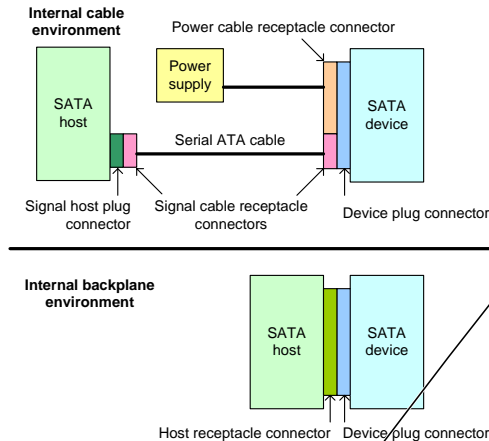 Internal cable
environment
Power cable receptacle connector
Power
supply
SATA
host
SATA
device
Serial ATA cable
Signal host plug
connector
Signal cable receptacle
connectors
Device plug connector
Internal backplane
environment
SATA
host
SATA
device
Host receptacle connector
Device plug connector